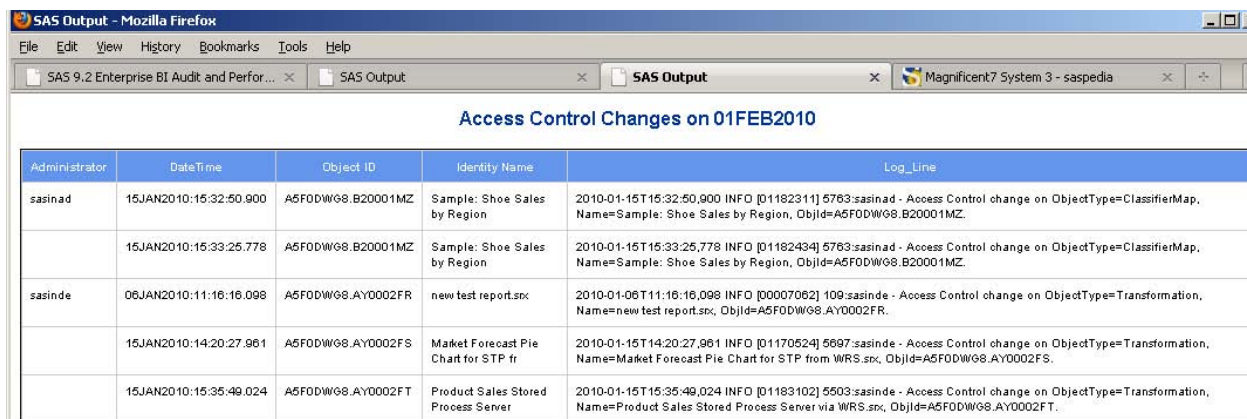 SAS Output - Mozilla Firefox
File Edit View History Bookmarks Tools Help
SAS 9.2 Enterprise BI Audit and Perfor... SAS Output SAS Output Magnificent7 System 3 - saspedia
Access Control Changes on 01FEB2010
Administrator DateTime Object ID Identity Name Log_Line
sasinad 15JAN2010:15:32:50.900 A5F0DWG8.B20001MZ Sample: Shoe Sales 2010-01-15T15:32:50,900 INFO [01182311] 5763:sasinad - Access Control change on ObjectType=ClassifierMap,
by Region Name=Sample: Shoe Sales by Region, ObjId=A5F0DWG8.B20001MZ.
15JAN2010:15:33:25.778 A5F0DWG8.B20001MZ Sample: Shoe Sales 2010-01-15T15:33:25,778 INFO [01182434] 5763:sasinad - Access Control change on ObjectType=ClassifierMap,
by Region Name=Sample: Shoe Sales by Region, ObjId=A5F0DWG8.B20001MZ.
sasinde 06JAN2010:11:16:16.098 A5F0DWG8.AY0002FR new test report.srx 2010-01-06T11:16:16,098 INFO [00007062] 109:sasinde - Access Control change on ObjectType=Transformation,
Name=new test report.srx, ObjId=A5F0DWG8.AY0002FR.
15JAN2010:14:20:27.961 A5F0DWG8.AY0002FS Market Forecast Pie 2010-01-15T14:20:27,961 INFO [01170524] 5697:sasinde - Access Control change on ObjectType=Transformation,
Chart for STP fr Name=Market Forecast Pie Chart for STP from WRS.srx, ObjId=A5F0DWG8.AY0002FS.
15JAN2010:15:35:49.024 A5F0DWG8.AY0002FT Product Sales Stored 2010-01-15T15:35:49,024 INFO [01183102] 5503:sasinde - Access Control change on ObjectType=Transformation,
Process Server Name=Product Sales Stored Process Server via WRS.srx, ObjId=A5F0DWG8.AY0002FT.